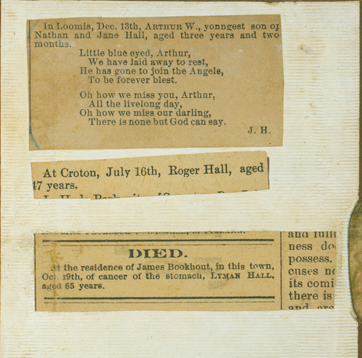 In Loomis, Dec. 13th, ARTHUR W., youngest son of
Nathan and Jane Hall, aged three years and two
months.
Little blue eyed, Arthur,
We have laid away to rest,
He has gone to join the Angels,
To be forever blest.
Oh how we miss you, Arthur,
All the livelong day,
Oh how we miss our darling,
There is none but God can say.
J. H.
At Croton, July 16th, Roger Hall, aged
17 years.
DIED.
At the residence of James Bookhout, in this town,
Oct 19th, of cancer of the stomach, LYMAN HALL,
aged 65 years.
and
ness do
possess.
cuses no
its comi
there is
and